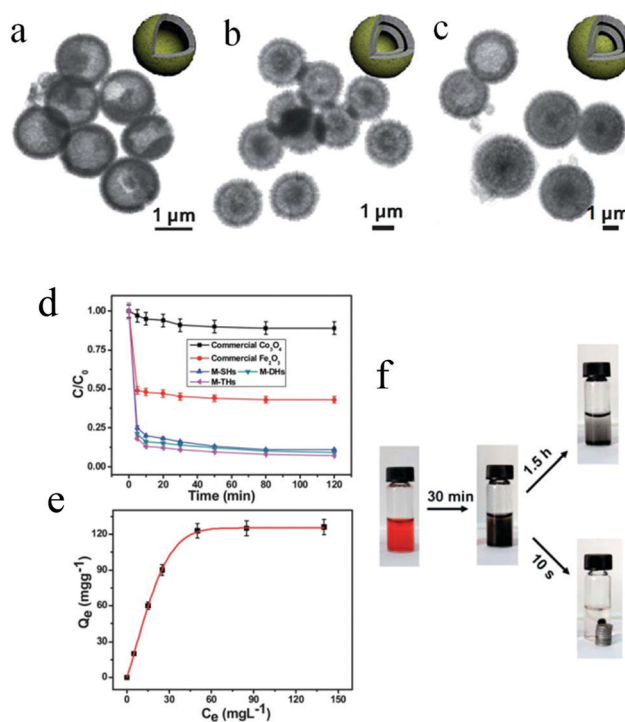 a
b
c
1 µm
1 µm
1 µm
d
C/C0
1.00
0.75
0.50
0.25
0.00
Commercial Co3O4
Commercial Fe2O3
M-SHs M-DHs
M-THs
0 20 40 60 80 100 120
Time (min)
e
Qe (mgg-1)
120
90
60
30
0
0 30 60 90 120 150
Ce (mgL-1)
f
30 min
1.5 h
10 s